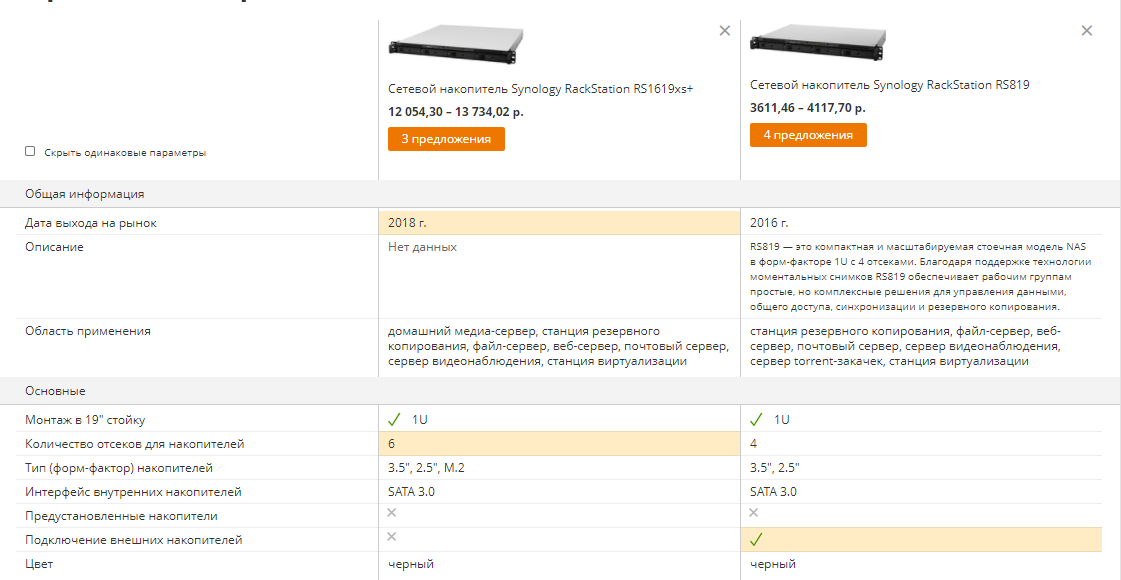 Сетевой накопитель Synology RackStation RS1619xs+
12 054,30 – 13 734,02 р.
3 предложения
Сетевой накопитель Synology RackStation RS819
3611,46 – 4117,70 р.
4 предложения
Скрыть одинаковые параметры
Общая информация
Дата выхода на рынок
2018 г.
2016 г.
Описание
Нет данных
RS819 — это компактная и масштабируемая стоечная модель NAS
в форм-факторе 1U с 4 отсеками. Благодаря поддержке технологии
моментальных снимков RS819 обеспечивает рабочим группам
простые, но комплексные решения для управления данными,
общего доступа, синхронизации и резервного копирования.
Область применения
домашний медиа-сервер, станция резервного
копирования, файл-сервер, веб-сервер, почтовый сервер,
сервер видеонаблюдения, станция виртуализации
станция резервного копирования, файл-сервер, веб-
сервер, почтовый сервер, сервер видеонаблюдения,
сервер torrent-закачек, станция виртуализации
Основные
Монтаж в 19" стойку
1U
1U
Количество отсеков для накопителей
6
4
Тип (форм-фактор) накопителей
3.5", 2.5", M.2
3.5", 2.5"
Интерфейс внутренних накопителей
SATA 3.0
SATA 3.0
Предустановленные накопители
Подключение внешних накопителей
Цвет
черный
черный